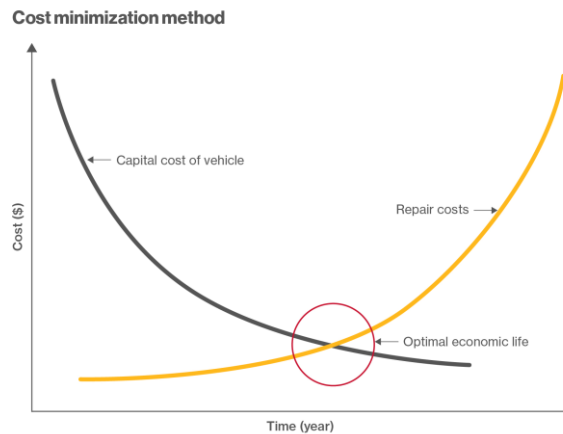 Cost minimization method
Capital cost of vehicle
Repair costs
Cost ($)
Optimal economic life
Time (year)